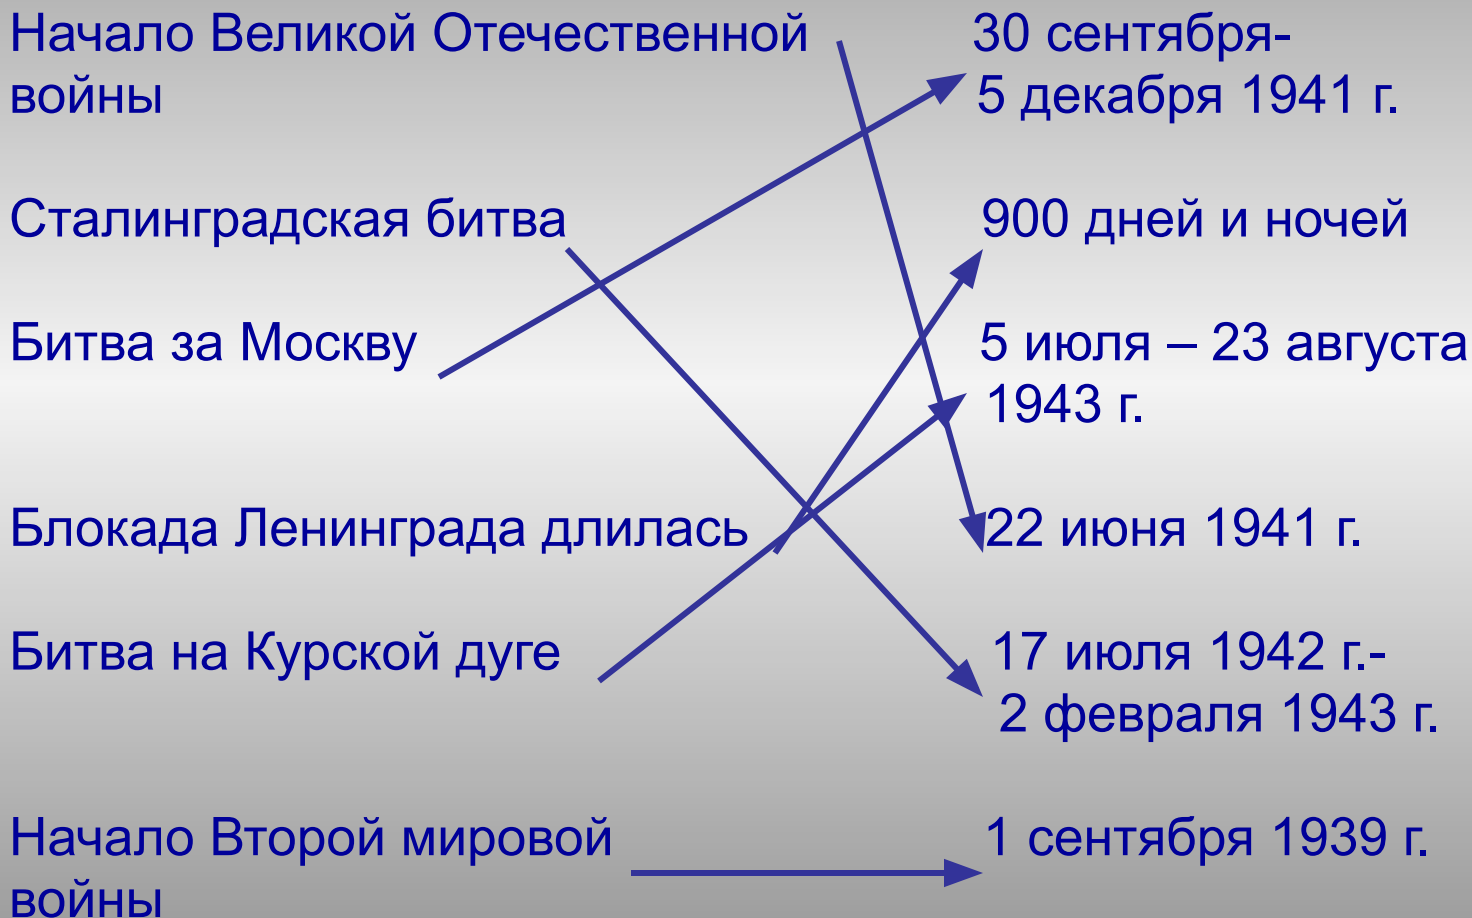 Начало Великой Отечественной
войны
30 сентября-
5 декабря 1941 г.
Сталинградская битва
900 дней и ночей
Битва за Москву
5 июля – 23 августа
1943 г.
Блокада Ленинграда длилась
22 июня 1941 г.
Битва на Курской дуге
17 июля 1942 г.-
2 февраля 1943 г.
Начало Второй мировой
войны
1 сентября 1939 г.